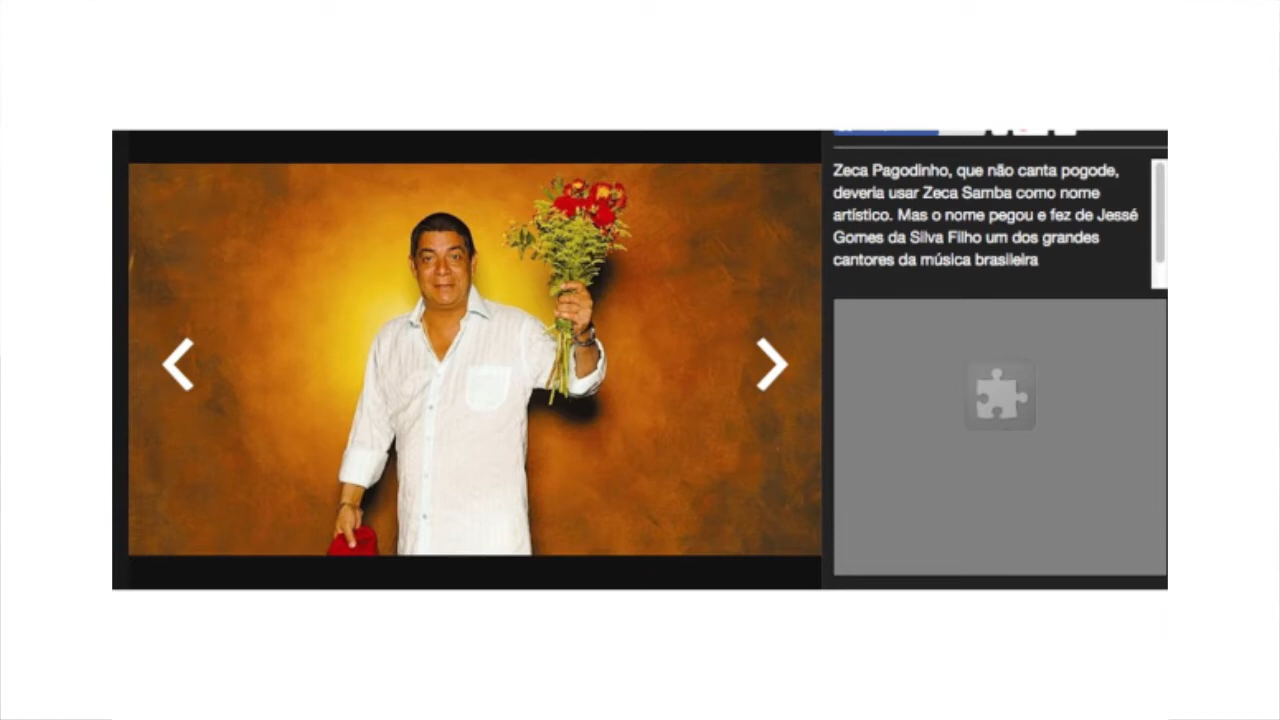 Zeca Pagodinho, que não canta pogode,
deveria usar Zeca Samba como nome
artístico. Mas o nome pegou e fez de Jessé
Gomes da Silva Filho um dos grandes
cantores da música brasileira